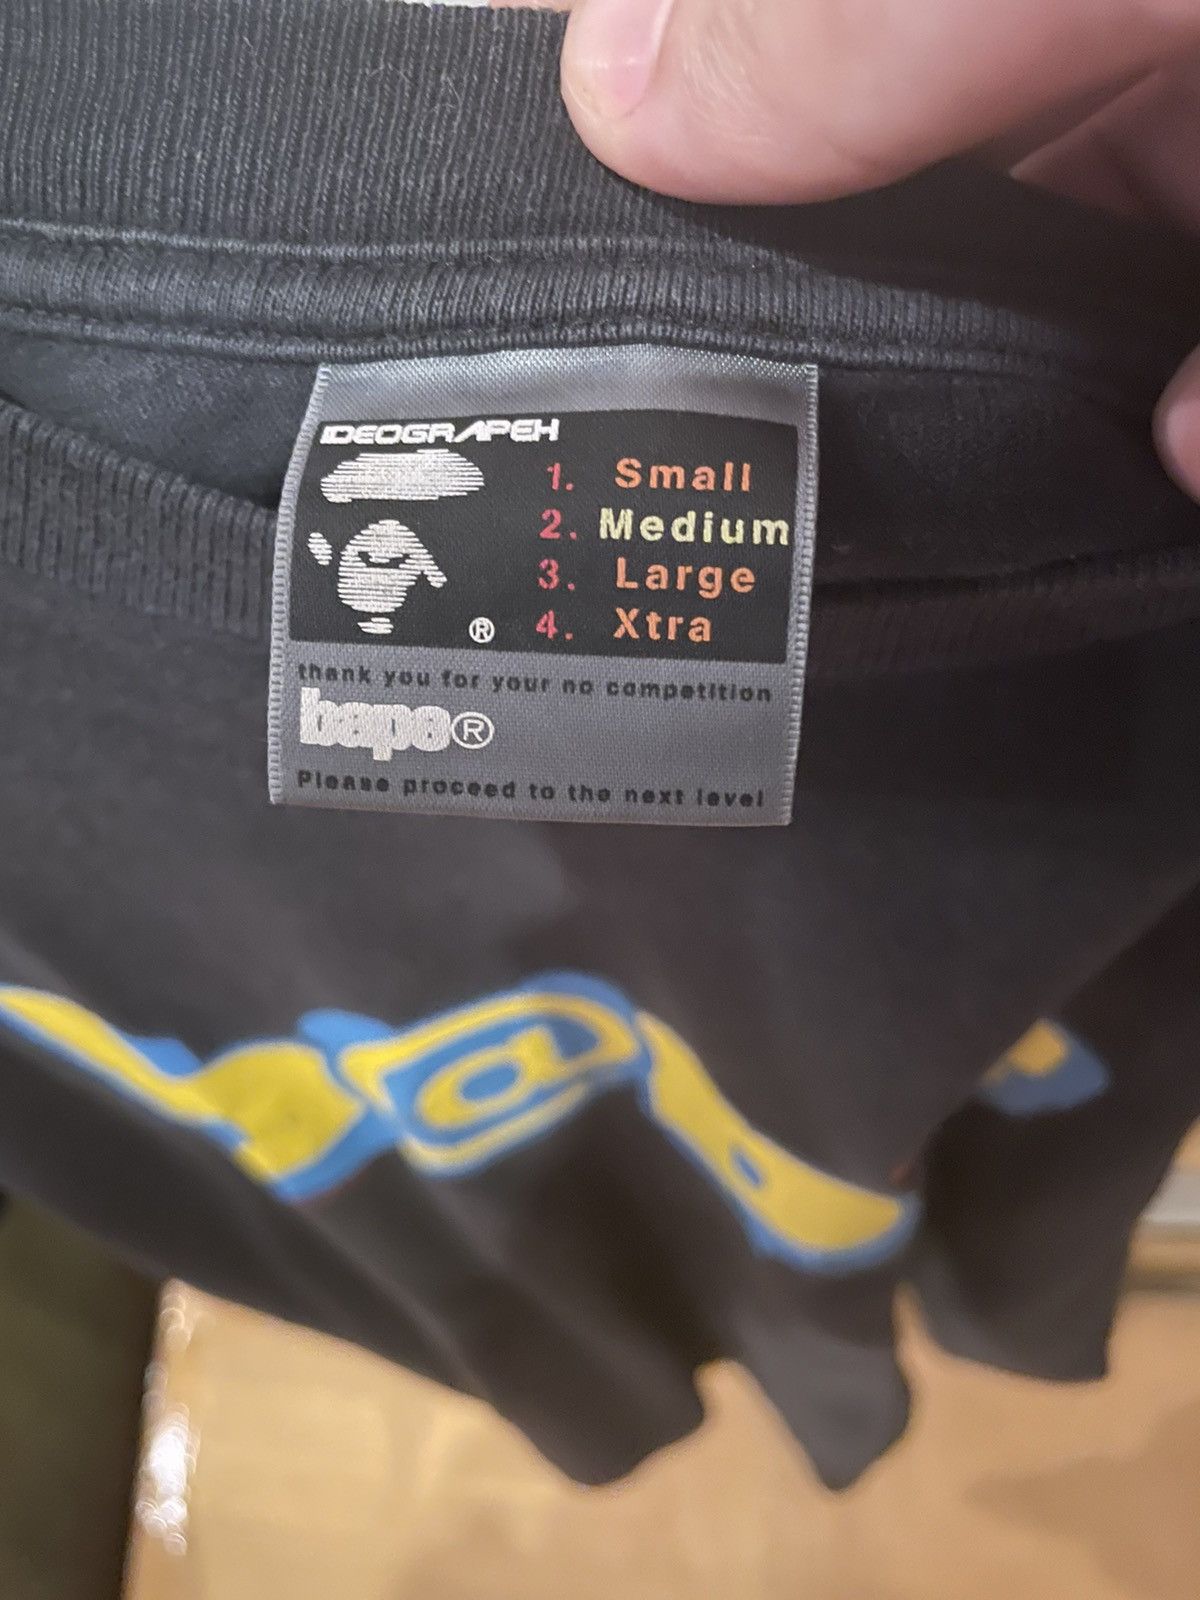 IDEOGRAPEH
1. Small
2. Medium
3. Large
4. Xtra
®
thank you for your no competition
bape®
Please proceed to the next level